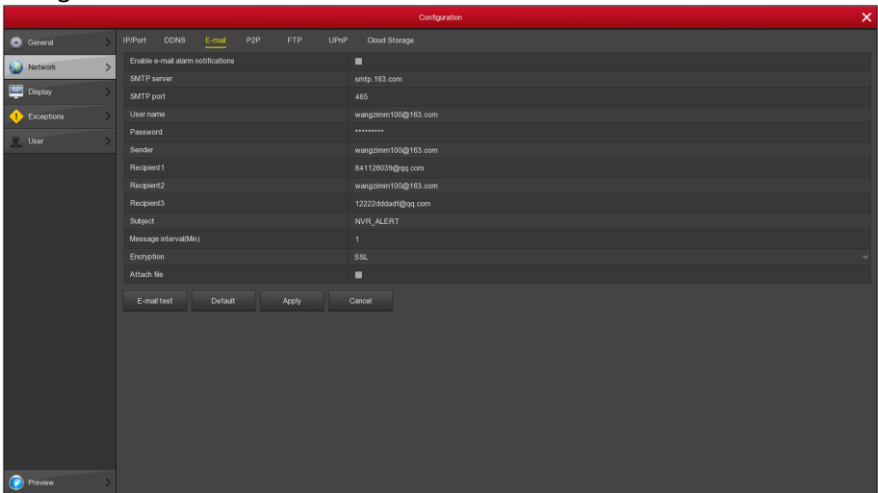 Configuration
General
Network
Display
Exceptions
User
Preview
IP/Port DDNS E-mail P2P FTP UPnP Cloud Storage
Enable e-mail alarm notifications
SMTP server smtp.163.com
SMTP port 465
User name wangzimm100@163.com
Password *********
Sender wangzimm100@163.com
Recipient1 841128039@qq.com
Recipient2 wangzimm100@163.com
Recipient3 12222dddadt@qq.com
Subject NVR_ALERT
Message interval(Min) 1
Encryption SSL
Attach file
E-mail test Default Apply Cancel